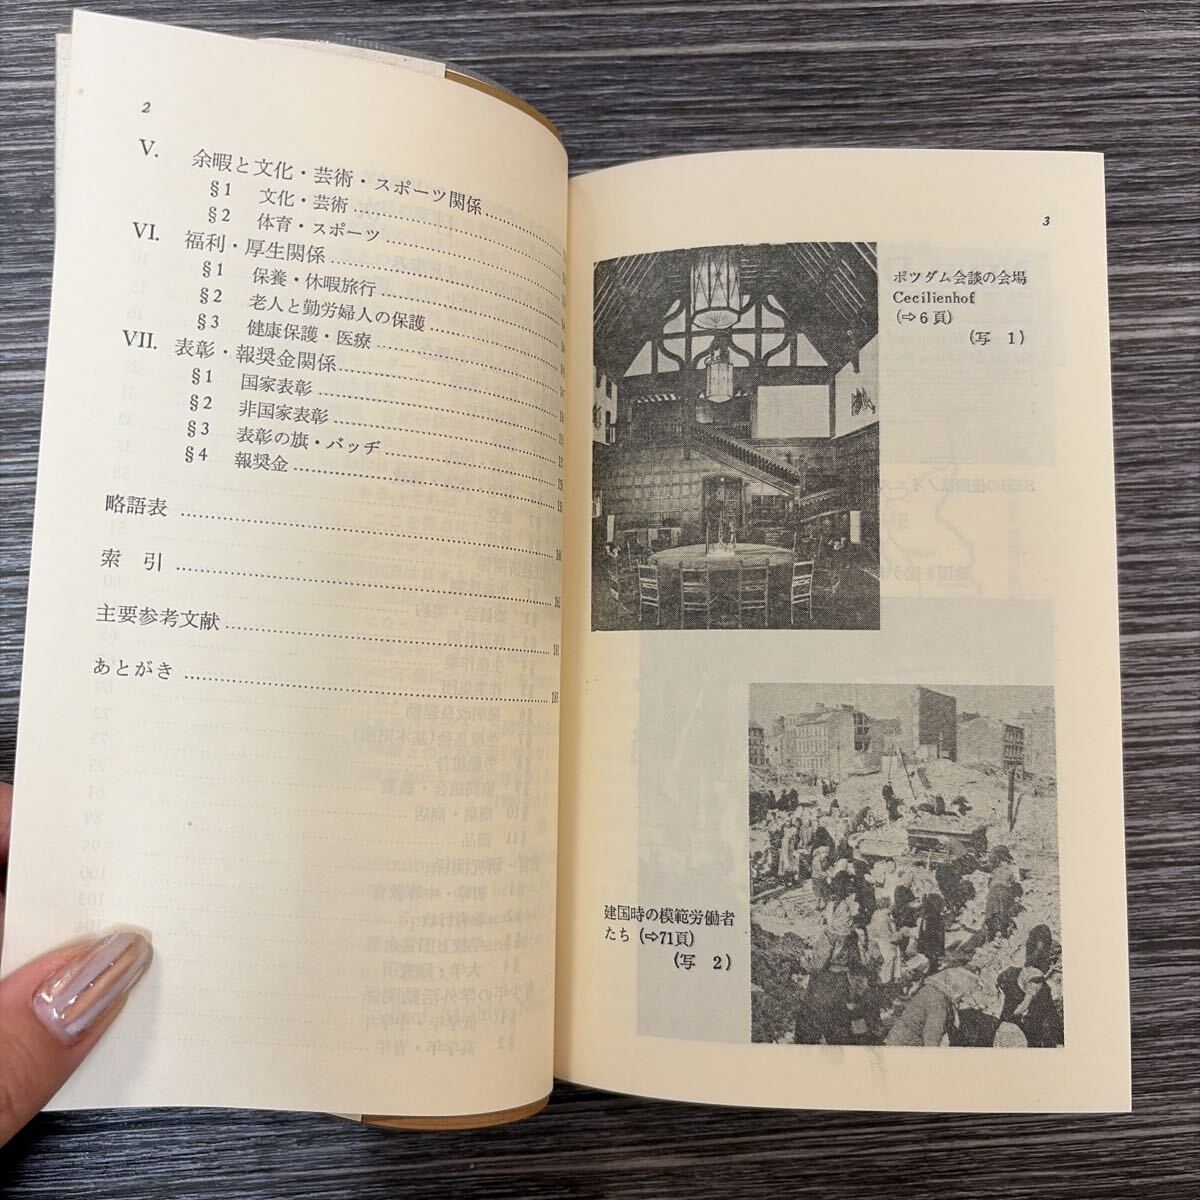 2
V. 余暇と文化・芸術・スポーツ関係
§1 文化・芸術
§2 体育・スポーツ
VI. 福利・厚生関係
§1 保養・休暇旅行
§2 老人と勤労婦人の保護
§3 健康保護・医療
VII. 表彰・報奨金関係
§1 国家表彰
§2 非国家表彰
§3 表彰の旗・バッヂ
§4 報奨金
略語表
索引
主要参考文献
あとがき
3
ポツダム会談の会場
Cecilienhof
(⇨6頁)
(写 1)
建国時の模範労働者
たち (⇨71頁)
(写 2)